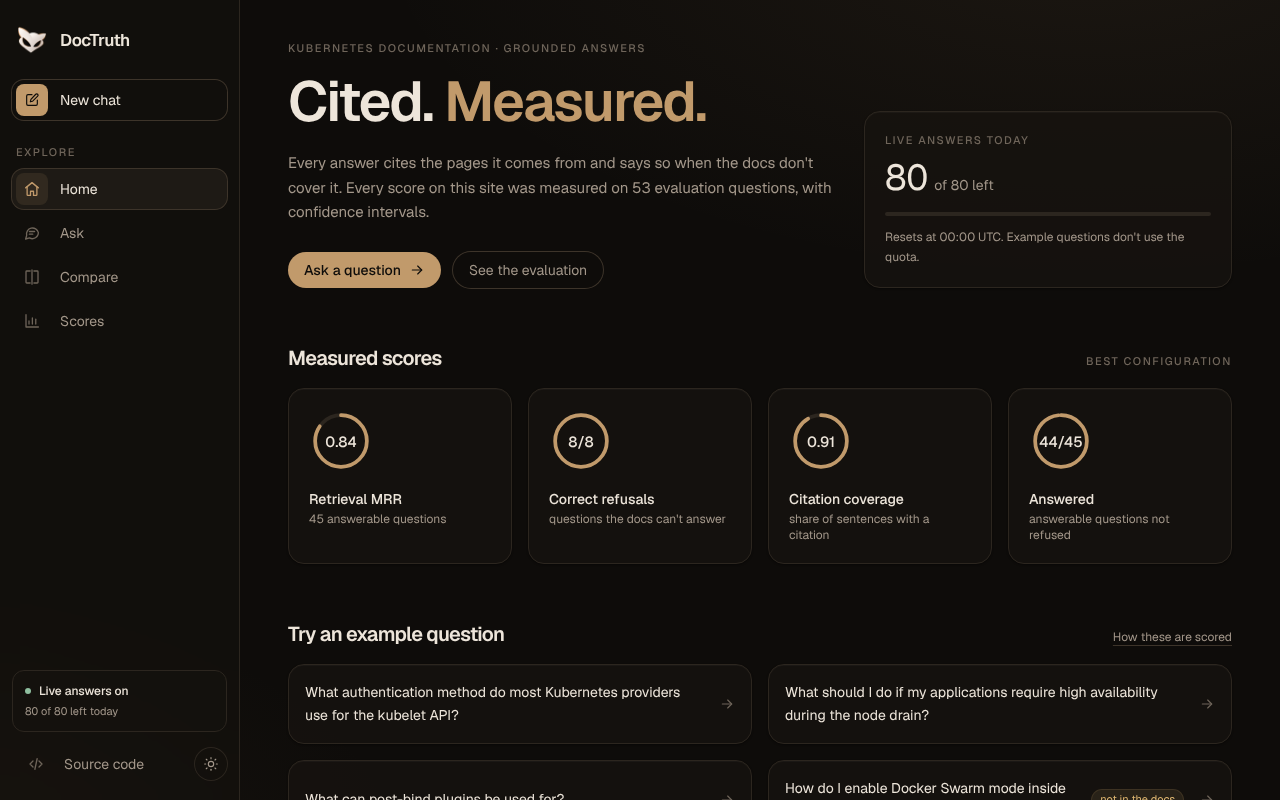 DocTruth
New chat
EXPLORE
Home
Ask
Compare
Scores
Live answers on
80 of 80 left today
Source code
KUBERNETES DOCUMENTATION · GROUNDED ANSWERS
Cited. Measured.
Every answer cites the pages it comes from and says so when the docs don't
cover it. Every score on this site was measured on 53 evaluation questions, with
confidence intervals.
Ask a question
See the evaluation
LIVE ANSWERS TODAY
80 of 80 left
Resets at 00:00 UTC. Example questions don't use the
quota.
Measured scores
BEST CONFIGURATION
0.84
Retrieval MRR
45 answerable questions
8/8
Correct refusals
questions the docs can't answer
0.91
Citation coverage
share of sentences with a
citation
44/45
Answered
answerable questions not
refused
Try an example question
How these are scored
What authentication method do most Kubernetes providers
use for the kubelet API?
What should I do if my applications require high availability
during the node drain?
What can post-bind plugins be used for?
How do I enable Docker Swarm mode inside
not in the docs